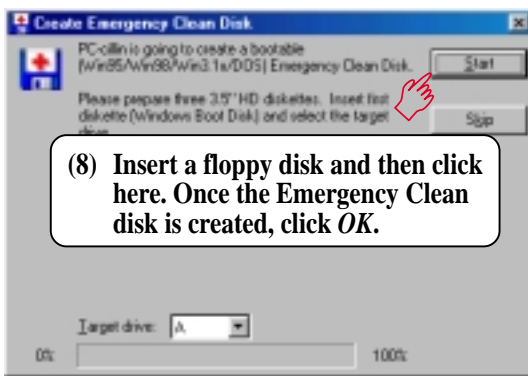 Create Emergency Clean Disk
PC-cillin is going to create a bootable
(Win95/Win98/Win3.1x/DOS) Emergency Clean Disk.
Start
Please prepare three 3.5" HD diskettes. Insert first
diskette (Windows Boot Disk) and select the target
drive
Skip
(8) Insert a floppy disk and then click
here. Once the Emergency Clean
disk is created, click OK.
Target drive: A
0% 100%